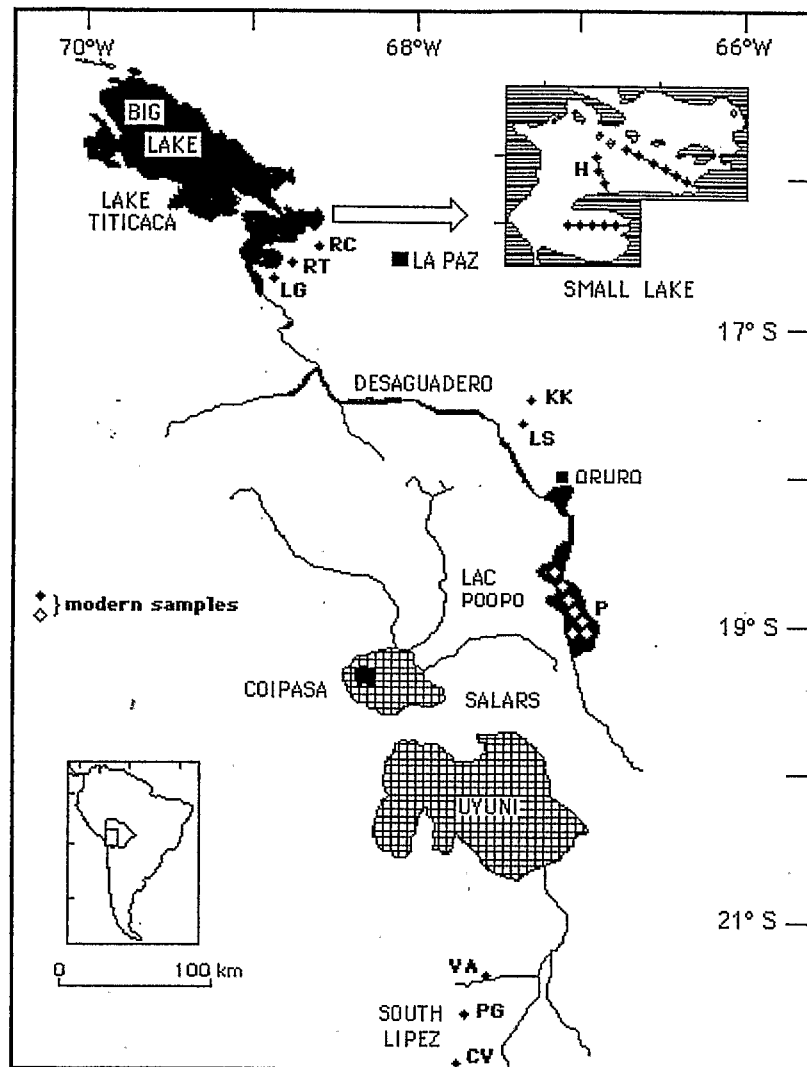 70°W
68°W
66°W
BIG
LAKE
LAKE
TITICACA
H
RC
RT
LG
LA PAZ
SMALL LAKE
17° S
DESAGUADERO
KK
LS
ORURO
LAC
POOPO
P
modern samples
19° S
COIPASA
SALARS
UYUNI
21° S
0 100 km
VA
SOUTH
LIPEZ
PG
CV